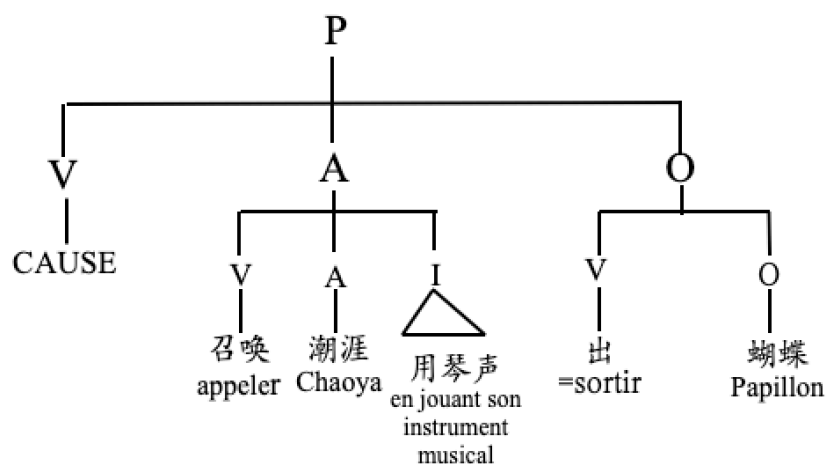 P
V
A
O
CAUSE
V
A
I
V
O
召唤
appeler
潮涯
Chaoya
用琴声
en jouant son
instrument
musical
出
=sortir
蝴蝶
Papillon